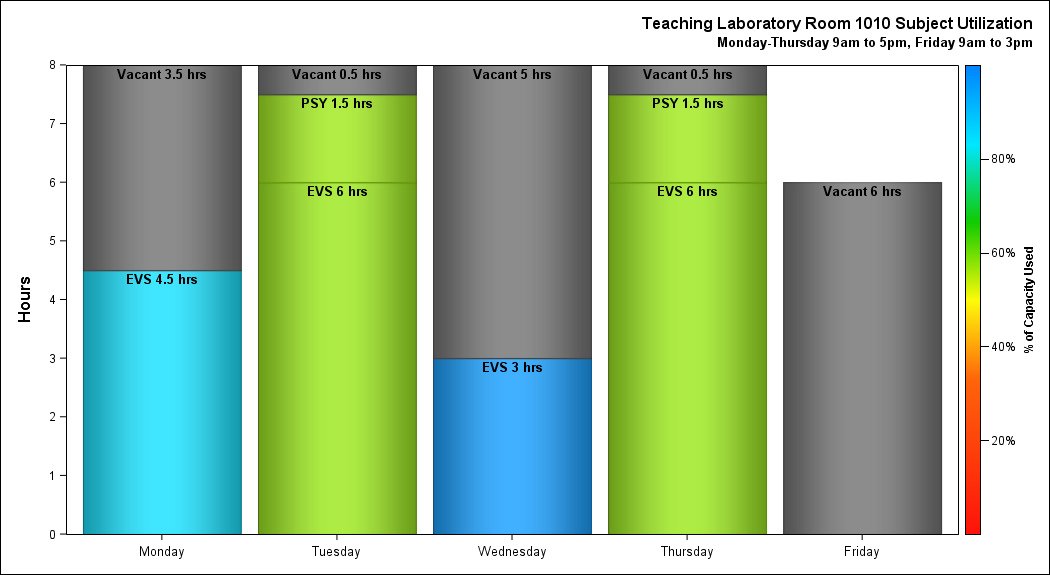 Teaching Laboratory Room 1010 Subject Utilization
Monday-Thursday 9am to 5pm, Friday 9am to 3pm
Hours
8
7
6
5
4
3
2
1
0
Vacant 3.5 hrs
EVS 4.5 hrs
Vacant 0.5 hrs
PSY 1.5 hrs
EVS 6 hrs
Vacant 5 hrs
EVS 3 hrs
Vacant 0.5 hrs
PSY 1.5 hrs
EVS 6 hrs
Vacant 6 hrs
Monday
Tuesday
Wednesday
Thursday
Friday
80%
60%
40%
20%
% of Capacity Used